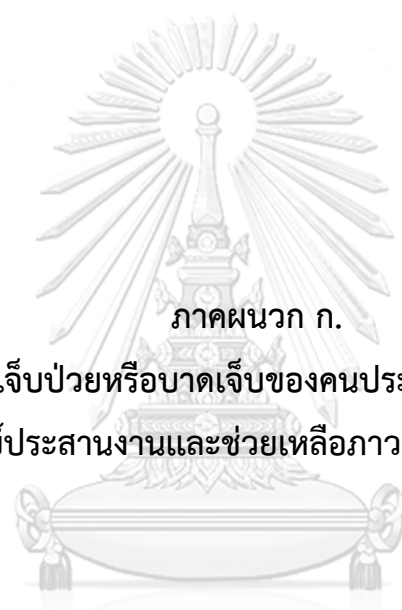 ภาคผนวก ก.
เจ็บป่วยหรือบาดเจ็บของคนประ
ประสานงานและช่วยเหลือภาว